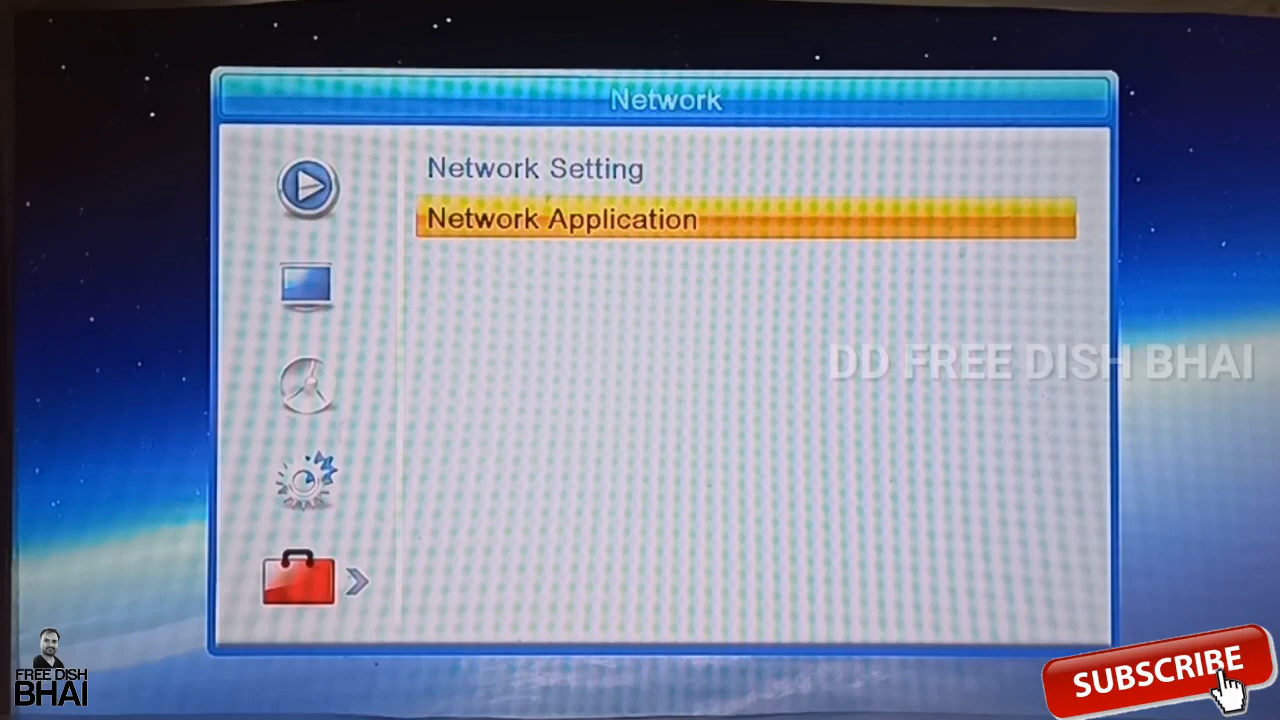 Network
Network Setting
Network Application
DD FREE DISH BHAI
FREE DISH
BHAI
SUBSCRIBE